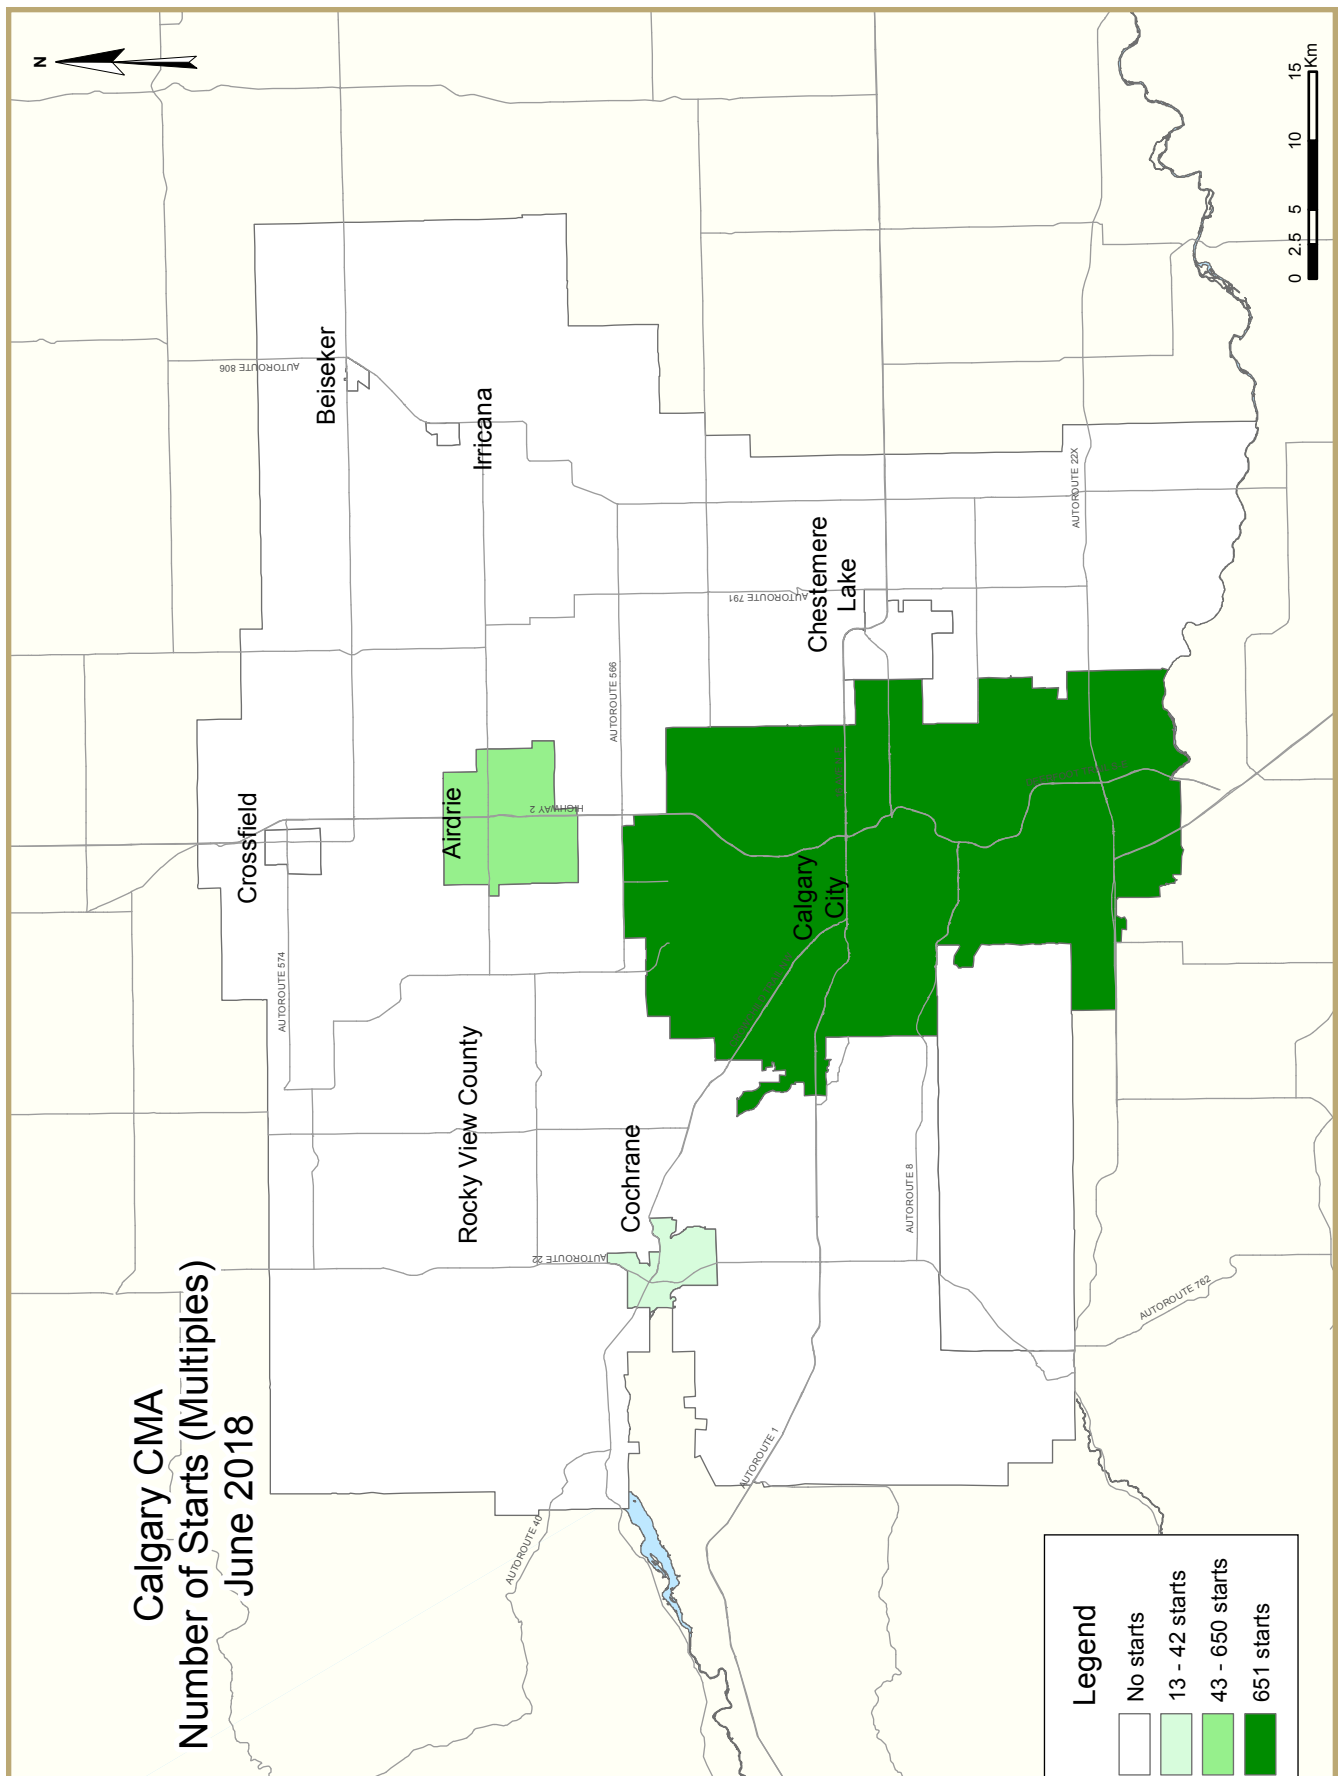 Calgary CMA
Number of Starts (Multiples)
June 2018
N
Crossfield
Beiseker
Irricana
Airdrie
Rocky View County
Cochrane
Calgary
City
Chestemere
Lake
AUTOROUTE 806
AUTOROUTE 574
AUTOROUTE 566
AUTOROUTE 791
AUTOROUTE 22X
HIGHWAY 2
AUTOROUTE 22
AUTOROUTE 8
AUTOROUTE 762
AUTOROUTE 1
AUTOROUTE 40
Legend
No starts
13 - 42 starts
43 - 650 starts
651 starts
0 2.5 5 10 15
Km